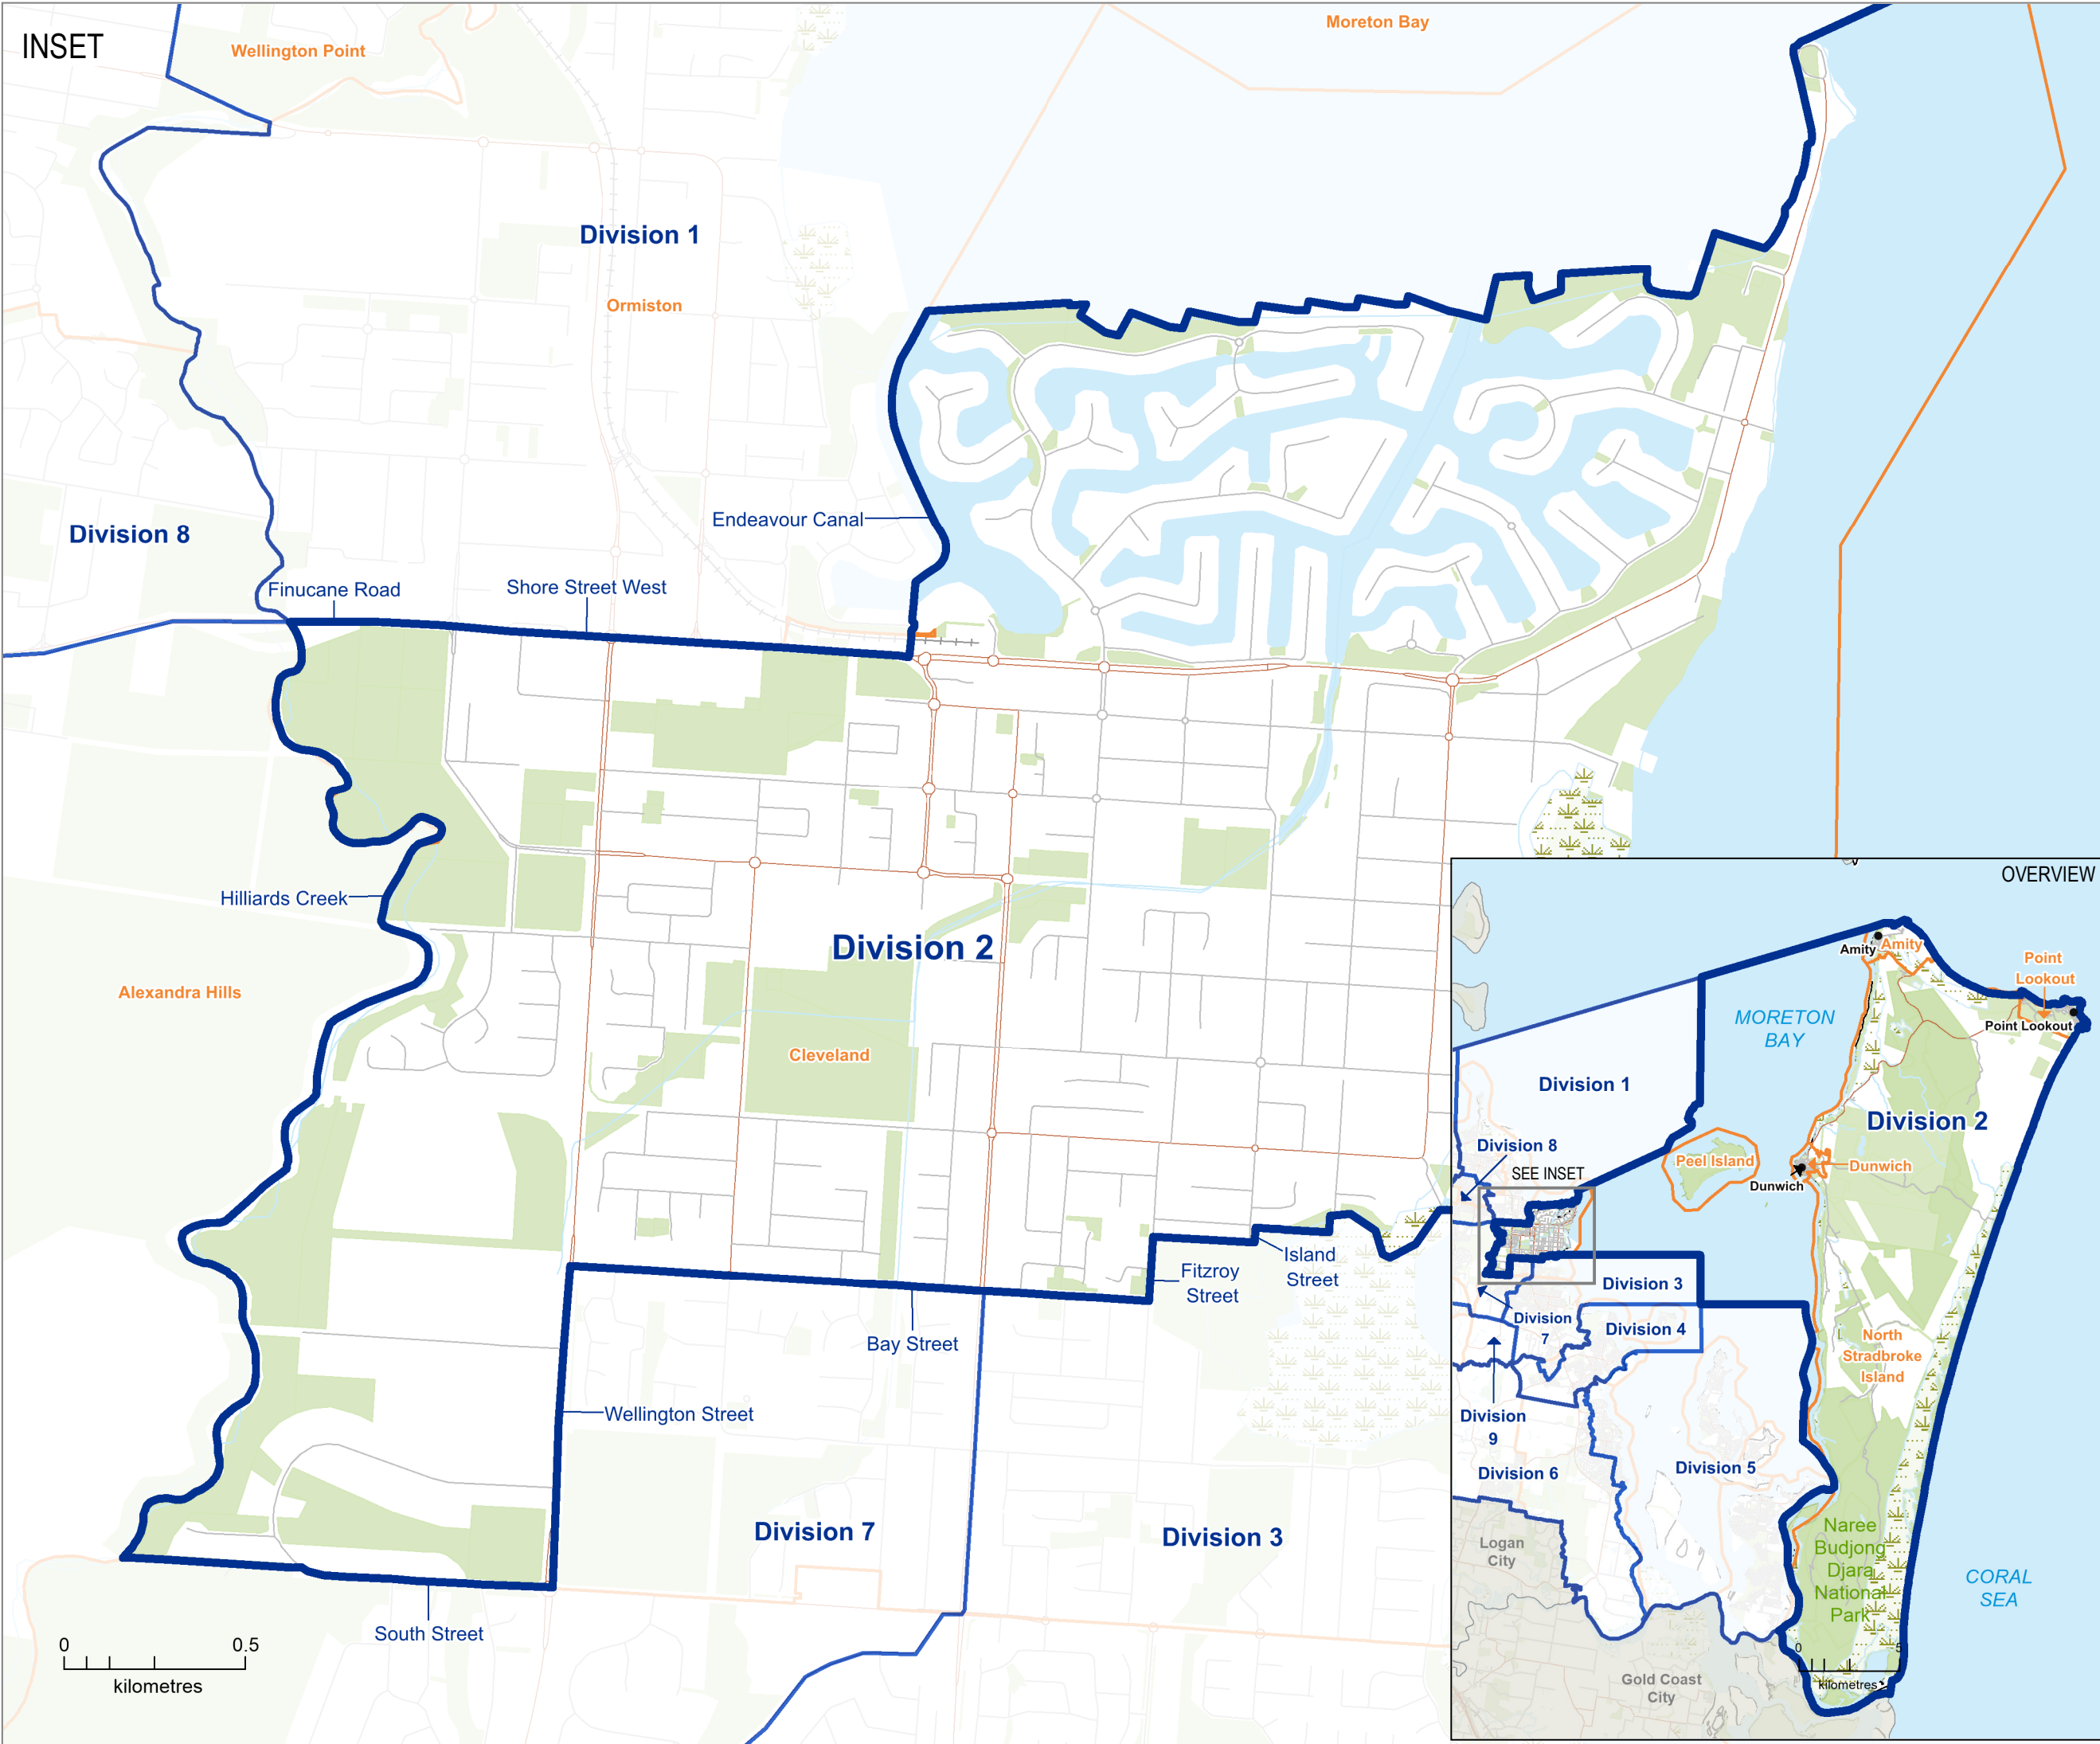 INSET
Wellington Point
Moreton Bay
Division 1
Ormiston
Endeavour Canal
Division 8
Finucane Road
Shore Street West
Hilliards Creek
Division 2
Alexandra Hills
Cleveland
Island
Street
Fitzroy
Street
Bay Street
Wellington Street
Division 7
Division 3
South Street
0 0.5
kilometres
OVERVIEW
Amity
Amity
Point
Lookout
Point Lookout
MORETON
BAY
Division 1
Division 2
Division 8
SEE INSET
Peel Island
Dunwich
Dunwich
Division 3
Division
7
Division 4
North
Stradbroke
Island
Division
9
Division 6
Division 5
Naree
Budjong
Djara
National
Park
Logan
City
CORAL
SEA
Gold Coast
City
0 5
kilometres